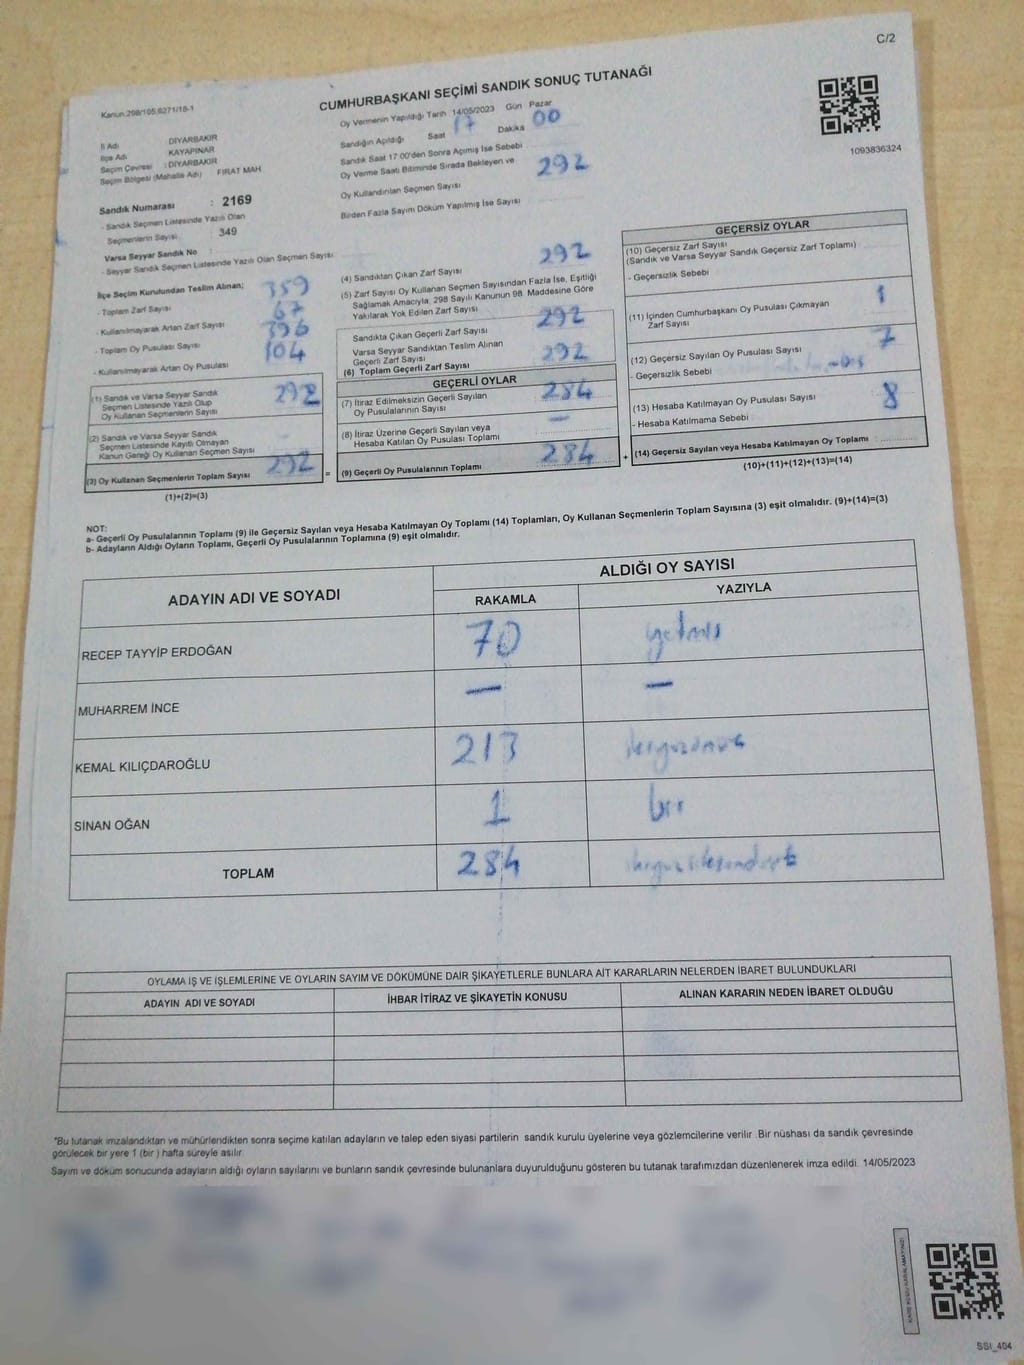 C/2
Kanun:298/105,6271/18-1
CUMHURBAŞKANI SEÇİMİ SANDIK SONUÇ TUTANAĞI
1093836324
İl Adı DİYARBAKIR
İlçe Adı KAYAPINAR
Seçim Çevresi : DİYARBAKIR
Seçim Bölgesi (Mahalle Adı) FIRAT MAH
Sandık Numarası : 2169
- Sandık Seçmen Listesinde Yazılı Olan
Seçmenlerin Sayısı : 349
Varsa Seyyar Sandık No :
- Seyyar Sandık Seçmen Listesinde Yazılı Olan Seçmen Sayısı
Oy Vermenin Yapıldığı Tarih 14/05/2023 Gün Pazar
Sandığın Açıldığı Saat 17 Dakika 00
Sandık Saat 17:00'den Sonra Açımış İse Sebebi
Oy Verme Saati Bitiminde Sırada Bekleyen ve
Oy Kullandırılan Seçmen Sayısı 292
Birden Fazla Sayım Döküm Yapılmış İse Sayısı
İlçe Seçim Kurulundan Teslim Alınan;
- Toplam Zarf Sayısı 359
- Kullanılmayarak Artan Zarf Sayısı 67
- Toplam Oy Pusulası Sayısı 396
- Kullanılmayarak Artan Oy Pusulası 104
(1) Sandık ve Varsa Seyyar Sandık
Seçmen Listesinde Yazılı Olup
Oy Kullanan Seçmenlerin Sayısı 292
(2) Sandık ve Varsa Seyyar Sandık
Seçmen Listesinde Kayıtlı Olmayan
Kanun Gereği Oy Kullanan Seçmen Sayısı
(3) Oy Kullanan Seçmenlerin Toplam Sayısı 292
(1)+(2)=(3)
(4) Sandıktan Çıkan Zarf Sayısı 292
(5) Zarf Sayısı Oy Kullanan Seçmen Sayısından Fazla İse, Eşitliği
Sağlamak Amacıyla, 298 Sayılı Kanunun 98. Maddesine Göre
Yakılarak Yok Edilen Zarf Sayısı
Sandıkta Çıkan Geçerli Zarf Sayısı 292
Varsa Seyyar Sandıktan Teslim Alınan
Geçerli Zarf Sayısı
(6) Toplam Geçerli Zarf Sayısı 292
GEÇERLİ OYLAR
(7) İtiraz Edilmeksizin Geçerli Sayılan
Oy Pusulalarının Sayısı 284
(8) İtiraz Üzerine Geçerli Sayılan veya
Hesaba Katılan Oy Pusulası Toplamı —
= (9) Geçerli Oy Pusulalarının Toplamı 284 +
GEÇERSİZ OYLAR
(10) Geçersiz Zarf Sayısı
(Sandık ve Varsa Seyyar Sandık Geçersiz Zarf Toplamı)
- Geçersizlik Sebebi
(11) İçinden Cumhurbaşkanı Oy Pusulası Çıkmayan
Zarf Sayısı 1
(12) Geçersiz Sayılan Oy Pusulası Sayısı 7
- Geçersizlik Sebebi
(13) Hesaba Katılmayan Oy Pusulası Sayısı
- Hesaba Katılmama Sebebi 8
(14) Geçersiz Sayılan veya Hesaba Katılmayan Oy Toplamı :
(10)+(11)+(12)+(13)=(14)
NOT:
a- Geçerli Oy Pusulalarının Toplamı (9) ile Geçersiz Sayılan veya Hesaba Katılmayan Oy Toplamı (14) Toplamları, Oy Kullanan Seçmenlerin Toplam Sayısına (3) eşit olmalıdır. (9)+(14)=(3)
b- Adayların Aldığı Oyların Toplamı, Geçerli Oy Pusulalarının Toplamına (9) eşit olmalıdır.
ADAYIN ADI VE SOYADI ALDIĞI OY SAYISI
RAKAMLA YAZIYLA
RECEP TAYYİP ERDOĞAN 70 yetmiş
MUHARREM İNCE — —
KEMAL KILIÇDAROĞLU 213
SİNAN OĞAN 1 bir
TOPLAM 284
OYLAMA İŞ VE İŞLEMLERİNE VE OYLARIN SAYIM VE DÖKÜMÜNE DAİR ŞİKAYETLERLE BUNLARA AİT KARARLARIN NELERDEN İBARET BULUNDUKLARI
ADAYIN ADI VE SOYADI İHBAR İTİRAZ VE ŞİKAYETİN KONUSU ALINAN KARARIN NEDEN İBARET OLDUĞU
"Bu tutanak imzalandıktan ve mühürlendikten sonra seçime katılan adayların ve talep eden siyasi partilerin sandık kurulu üyelerine veya gözlemcilerine verilir. Bir nüshası da sandık çevresinde
görülecek bir yere 1 (bir ) hafta süreyle asılır.
Sayım ve döküm sonucunda adayların aldığı oyların sayılarını ve bunların sandık çevresinde bulunanlara duyurulduğunu gösteren bu tutanak tarafımızdan düzenlenerek imza edildi. 14/05/2023
SSI_404